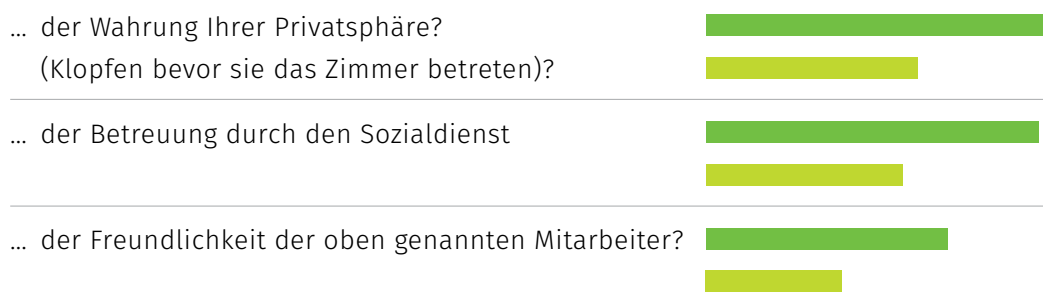 ... der Wahrung Ihrer Privatsphäre?
(Klopfen bevor sie das Zimmer betreten)?
... der Betreuung durch den Sozialdienst
... der Freundlichkeit der oben genannten Mitarbeiter?